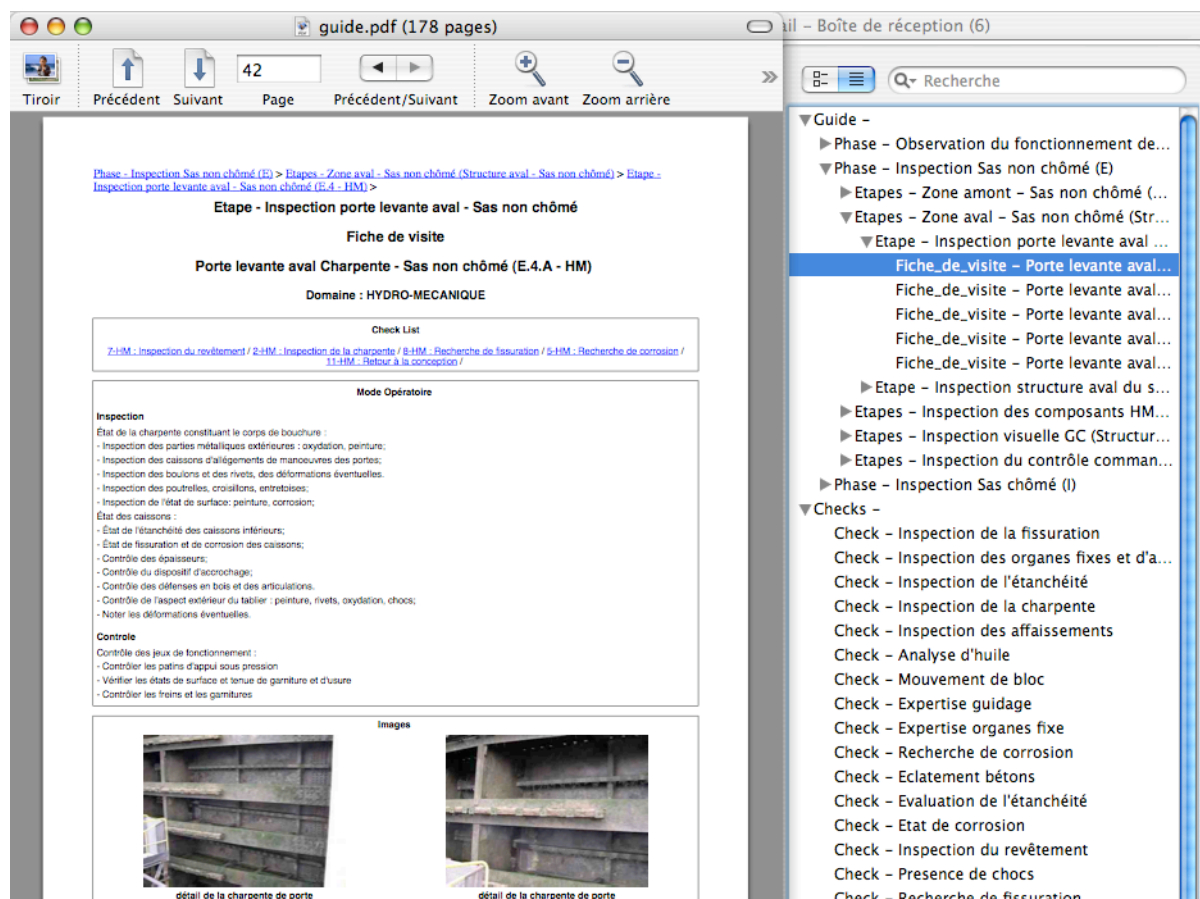 guide.pdf (178 pages)
ail – Boîte de réception (6)
Tiroir
Précédent
Suivant
42
Page
Précédent/Suivant
Zoom avant
Zoom arrière
»
Recherche
Phase - Inspection Sas non chômé (E) > Etapes - Zone aval - Sas non chômé (Structure aval - Sas non chômé) > Etape -
Inspection porte levante aval - Sas non chômé (E.4 - HM) >
Etape - Inspection porte levante aval - Sas non chômé
Fiche de visite
Porte levante aval Charpente - Sas non chômé (E.4.A - HM)
Domaine : HYDRO-MECANIQUE
Check List
7-HM : Inspection du revêtement / 2-HM : Inspection de la charpente / 8-HM : Recherche de fissuration / 5-HM : Recherche de corrosion /
11-HM : Retour à la conception /
Mode Opératoire
Inspection
État de la charpente constituant le corps de bouchure :
- Inspection des parties métalliques extérieures : oxydation, peinture;
- Inspection des caissons d'allégements de manoeuvres des portes;
- Inspection des boulons et des rivets, des déformations éventuelles.
- Inspection des poutrelles, croisillons, entretoises;
- Inspection de l'état de surface: peinture, corrosion;
État des caissons :
- État de l'étanchéité des caissons inférieurs;
- État de fissuration et de corrosion des caissons;
- Contrôle des épaisseurs;
- Contrôle du dispositif d'accrochage;
- Contrôle des défenses en bois et des articulations.
- Contrôle de l'aspect extérieur du tablier : peinture, rivets, oxydation, chocs;
- Noter les déformations éventuelles.
Controle
Contrôle des jeux de fonctionnement :
- Contrôler les patins d'appui sous pression
- Vérifier les états de surface et tenue de garniture et d'usure
- Contrôler les freins et les garnitures
Images
détail de la charpente de porte
détail de la charpente de porte
Guide –
Phase – Observation du fonctionnement de...
Phase – Inspection Sas non chômé (E)
Etapes – Zone amont – Sas non chômé (...
Etapes – Zone aval – Sas non chômé (Str...
Etape – Inspection porte levante aval ...
Fiche_de_visite – Porte levante aval...
Fiche_de_visite – Porte levante aval...
Fiche_de_visite – Porte levante aval...
Fiche_de_visite – Porte levante aval...
Fiche_de_visite – Porte levante aval...
Etape – Inspection structure aval du s...
Etapes – Inspection des composants HM...
Etapes – Inspection visuelle GC (Structur...
Etapes – Inspection du contrôle comman...
Phase – Inspection Sas chômé (I)
Checks –
Check – Inspection de la fissuration
Check – Inspection des organes fixes et d'a...
Check – Inspection de l'étanchéité
Check – Inspection de la charpente
Check – Inspection des affaissements
Check – Analyse d'huile
Check – Mouvement de bloc
Check – Expertise guidage
Check – Expertise organes fixe
Check – Recherche de corrosion
Check – Eclatement bétons
Check – Evaluation de l'étanchéité
Check – Etat de corrosion
Check – Inspection du revêtement
Check – Presence de chocs
Check – Recherche de fissuration